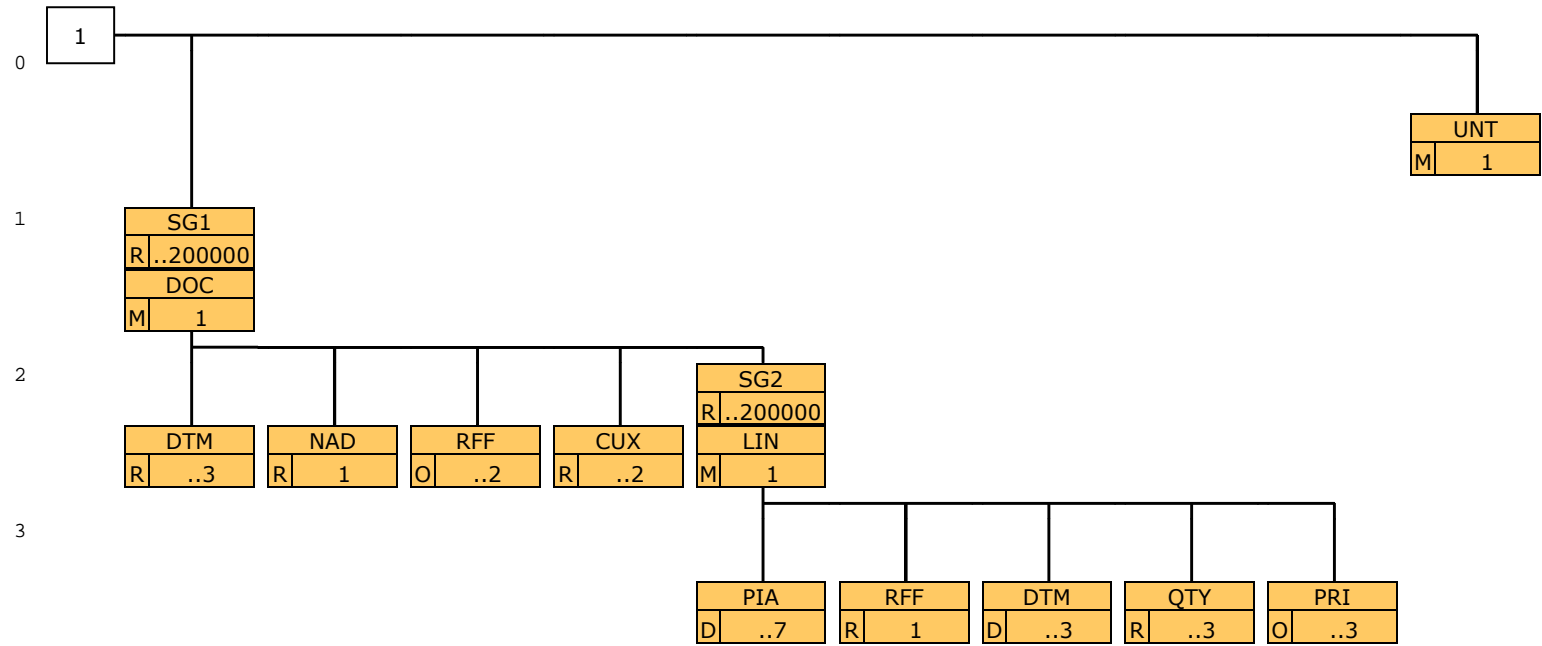 1
0
UNT
M 1
1
SG1
R ..200000
DOC
M 1
2
SG2
R ..200000
DTM NAD RFF CUX LIN
R ..3 R 1 O ..2 R ..2 M 1
3
PIA RFF DTM QTY PRI
D ..7 R 1 D ..3 R ..3 O ..3